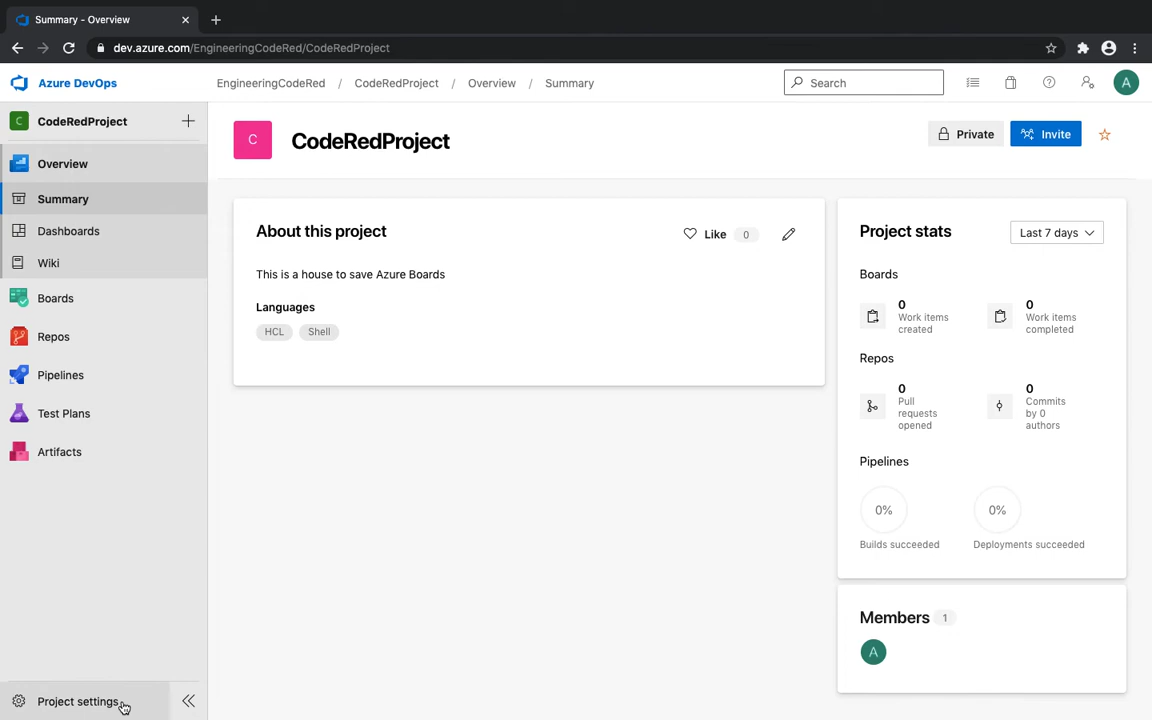 Summary - Overview
dev.azure.com/EngineeringCodeRed/CodeRedProject
Azure DevOps
EngineeringCodeRed / CodeRedProject / Overview / Summary
Search
A
C CodeRedProject
Overview
Summary
Dashboards
Wiki
Boards
Repos
Pipelines
Test Plans
Artifacts
Project settings
C CodeRedProject
Private
Invite
About this project
Like 0
This is a house to save Azure Boards
Languages
HCL Shell
Project stats
Last 7 days
Boards
0
Work items
created
0
Work items
completed
Repos
0
Pull
requests
opened
0
Commits
by 0
authors
Pipelines
0%
Builds succeeded
0%
Deployments succeeded
Members 1
A